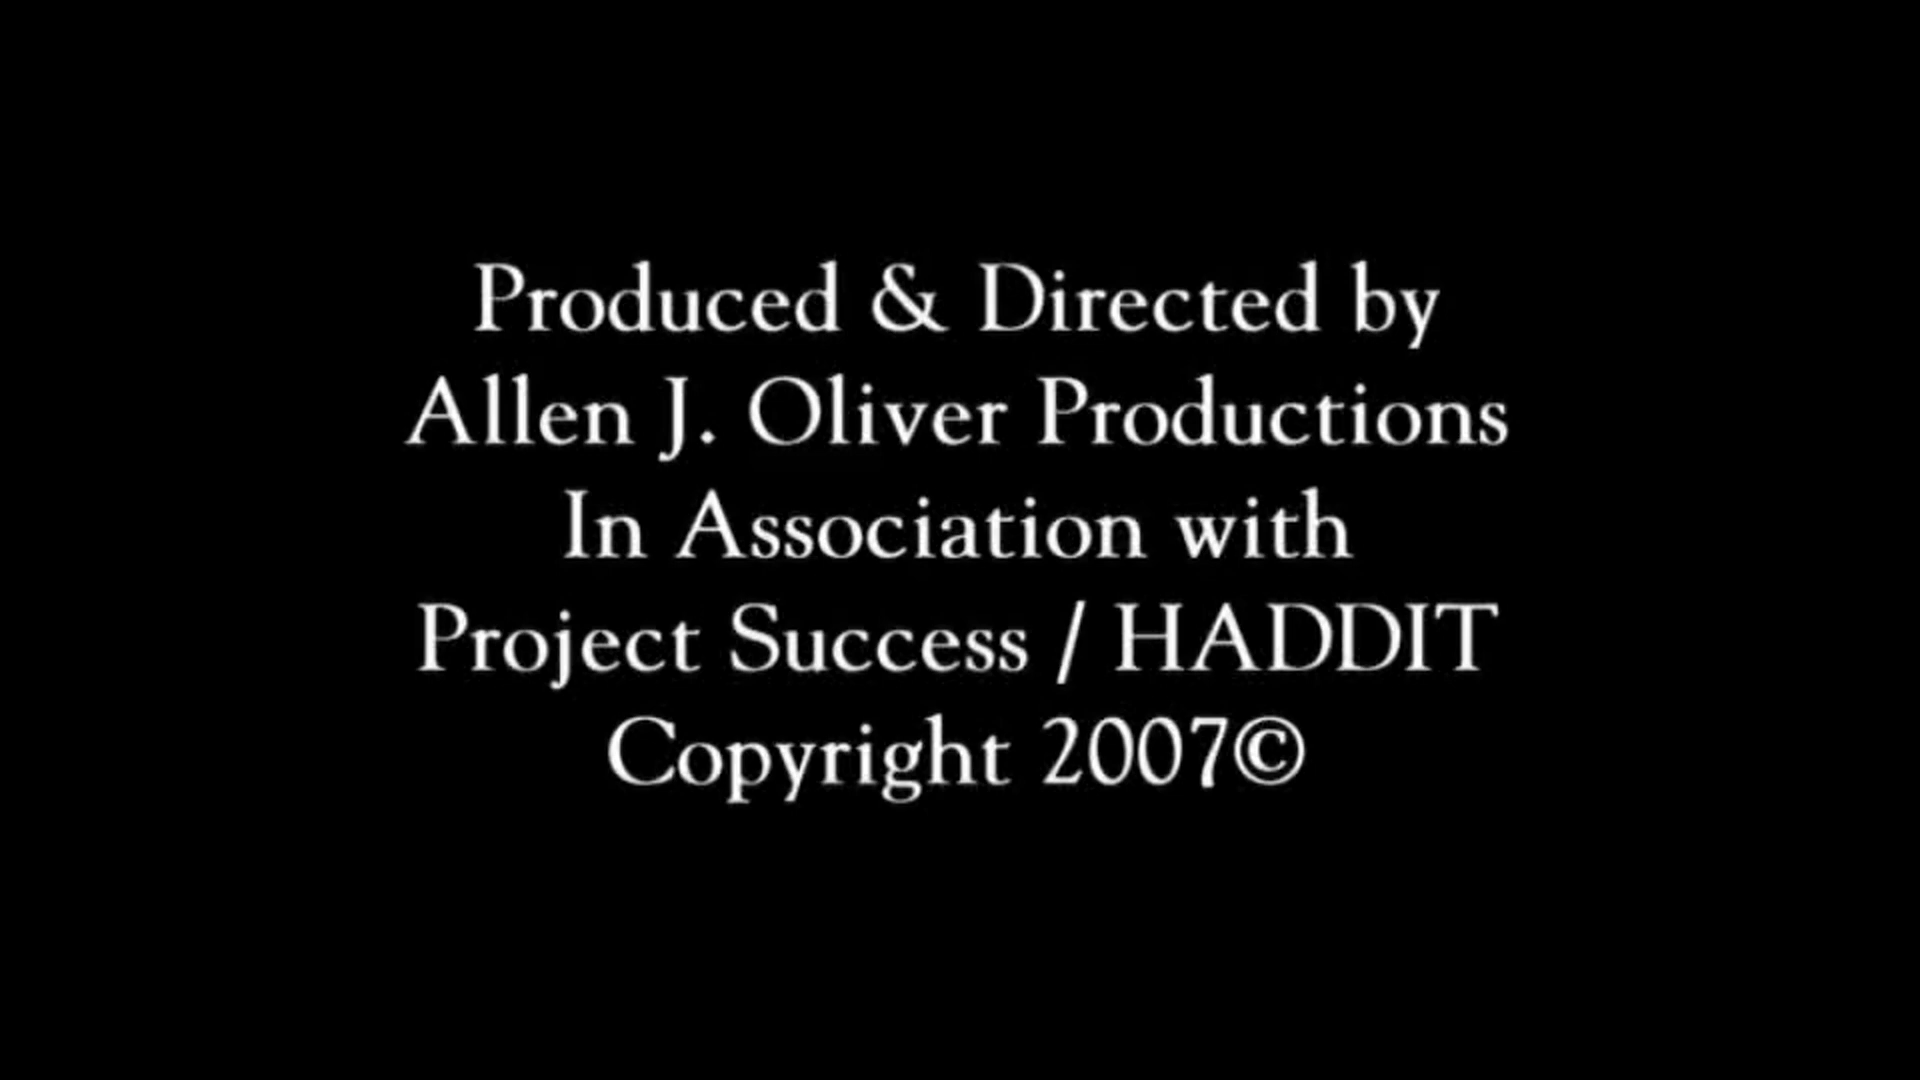 Produced & Directed by
Allen J. Oliver Productions
In Association with
Project Success / HADDIT
Copyright 2007©